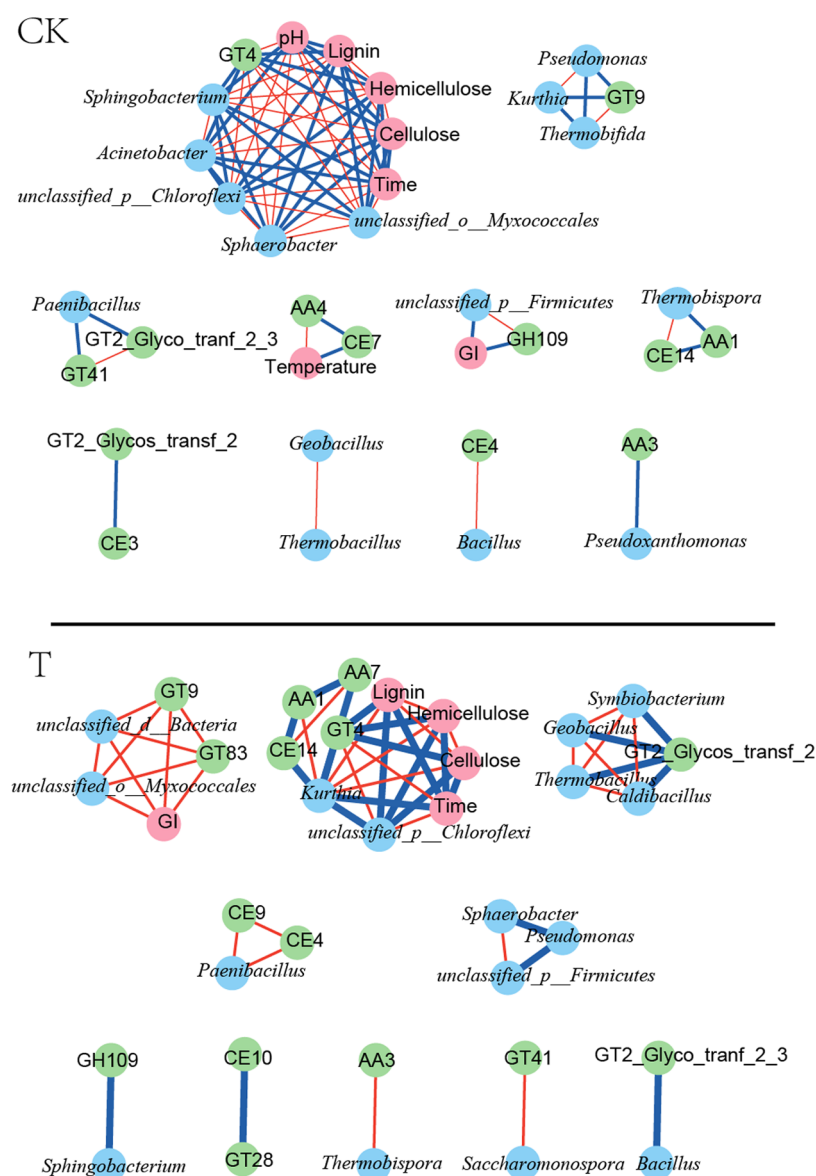 CK
pH
GT4
Lignin
Pseudomonas
Hemicellulose
Sphingobacterium
Kurthia
GT9
Cellulose
Thermobifida
Acinetobacter
Time
unclassified_p__Chloroflexi
unclassified_o__Myxococcales
Sphaerobacter
Paenibacillus
AA4
unclassified_p__Firmicutes
Thermobispora
GT2_Glyco_tranf_2_3
CE7
GH109
AA1
GT41
Temperature
GI
CE14
GT2_Glycos_transf_2
Geobacillus
CE4
AA3
CE3
Thermobacillus
Bacillus
Pseudoxanthomonas
T
GT9
AA7
Lignin
Symbiobacterium
AA1
unclassified_d__Bacteria
Hemicellulose
Geobacillus
GT4
GT83
CE14
Cellulose
GT2_Glycos_transf_2
unclassified_o__Myxococcales
Kurthia
Thermobacillus
Time
Caldibacillus
GI
unclassified_p__Chloroflexi
CE9
Sphaerobacter
CE4
Pseudomonas
Paenibacillus
unclassified_p__Firmicutes
GH109
CE10
AA3
GT41
GT2_Glyco_tranf_2_3
Sphingobacterium
GT28
Thermobispora
Saccharomonospora
Bacillus